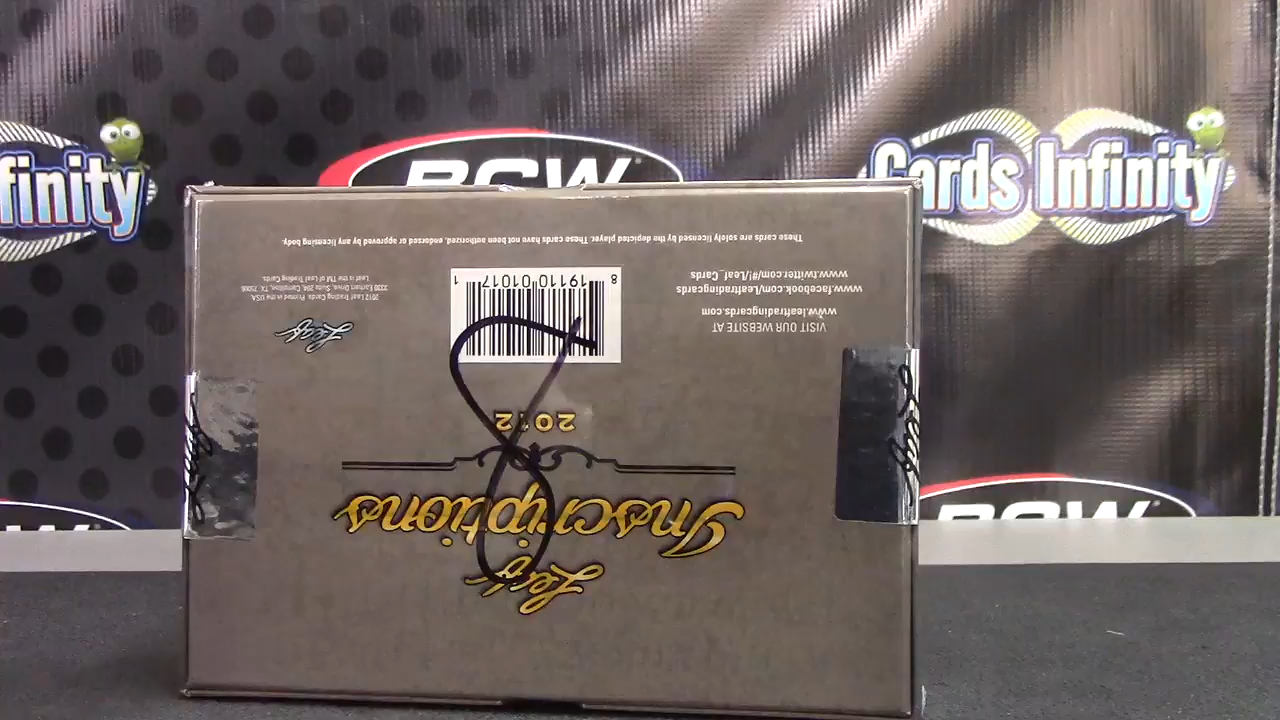 finity
BCW
Cards Infinity
BCW
BCW
These cards are solely licensed by the depicted player. These cards have not been authorized, endorsed or approved by any licensing body.
VISIT OUR WEBSITE AT
www.leaftradingcards.com
www.facebook.com/Leaftradingcards
www.twitter.com/#!/Leaf_Cards
8 19110 01017 1
2012 Leaf Trading Cards. Printed in the USA.
Leaf is the TM of Leaf Trading Cards.
Leaf
2012
Leaf
Inscriptions
8
Leaf
Leaf